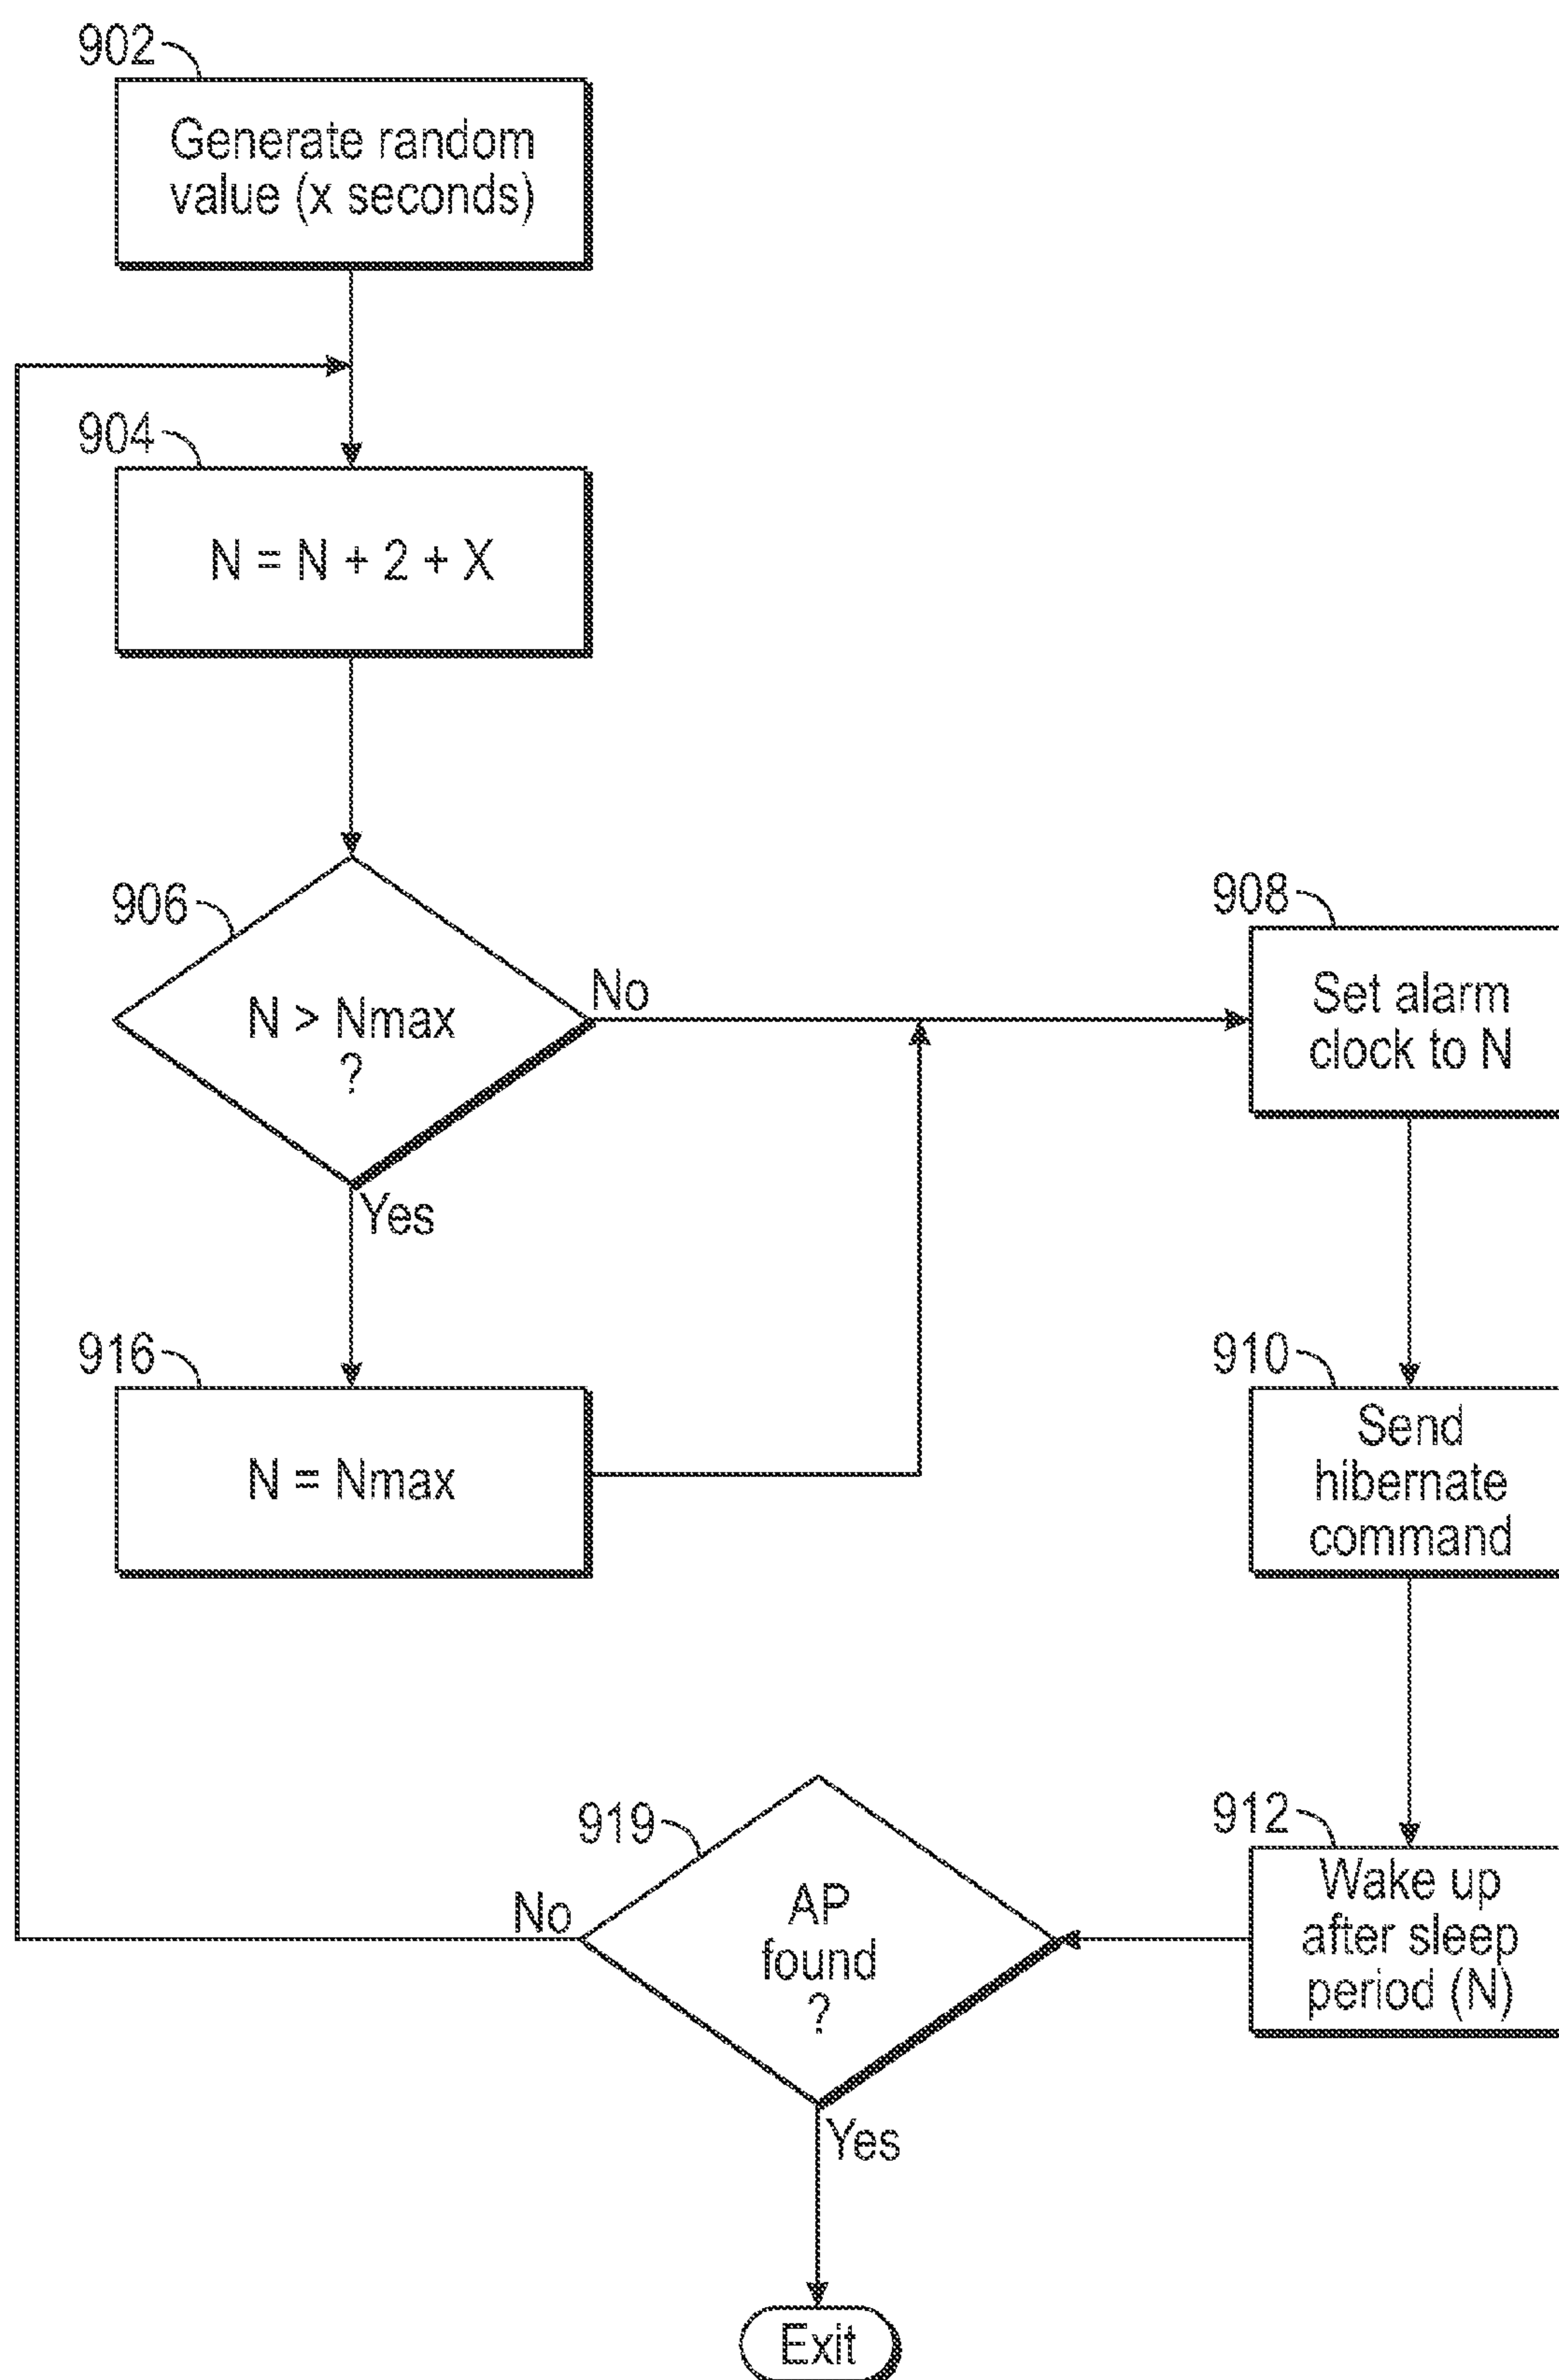 902
Generate random
value (x seconds)
904
N = N + 2 + X
906
N > Nmax
?
No
Yes
908
Set alarm
clock to N
916
N = Nmax
910
Send
hibernate
command
919
AP
found
?
No
Yes
912
Wake up
after sleep
period (N)
Exit